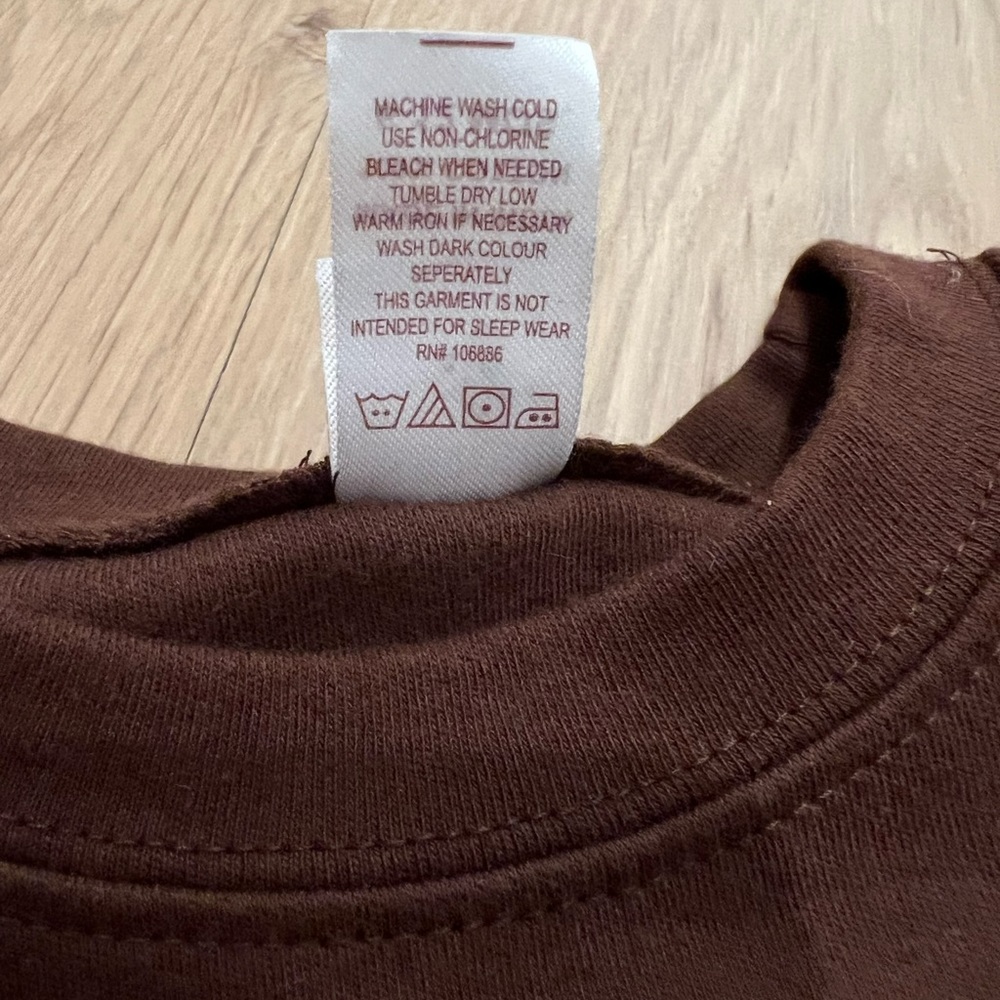 MACHINE WASH COLD
USE NON-CHLORINE
BLEACH WHEN NEEDED
TUMBLE DRY LOW
WARM IRON IF NECESSARY
WASH DARK COLOUR
SEPERATELY
THIS GARMENT IS NOT
INTENDED FOR SLEEP WEAR
RN# 106886